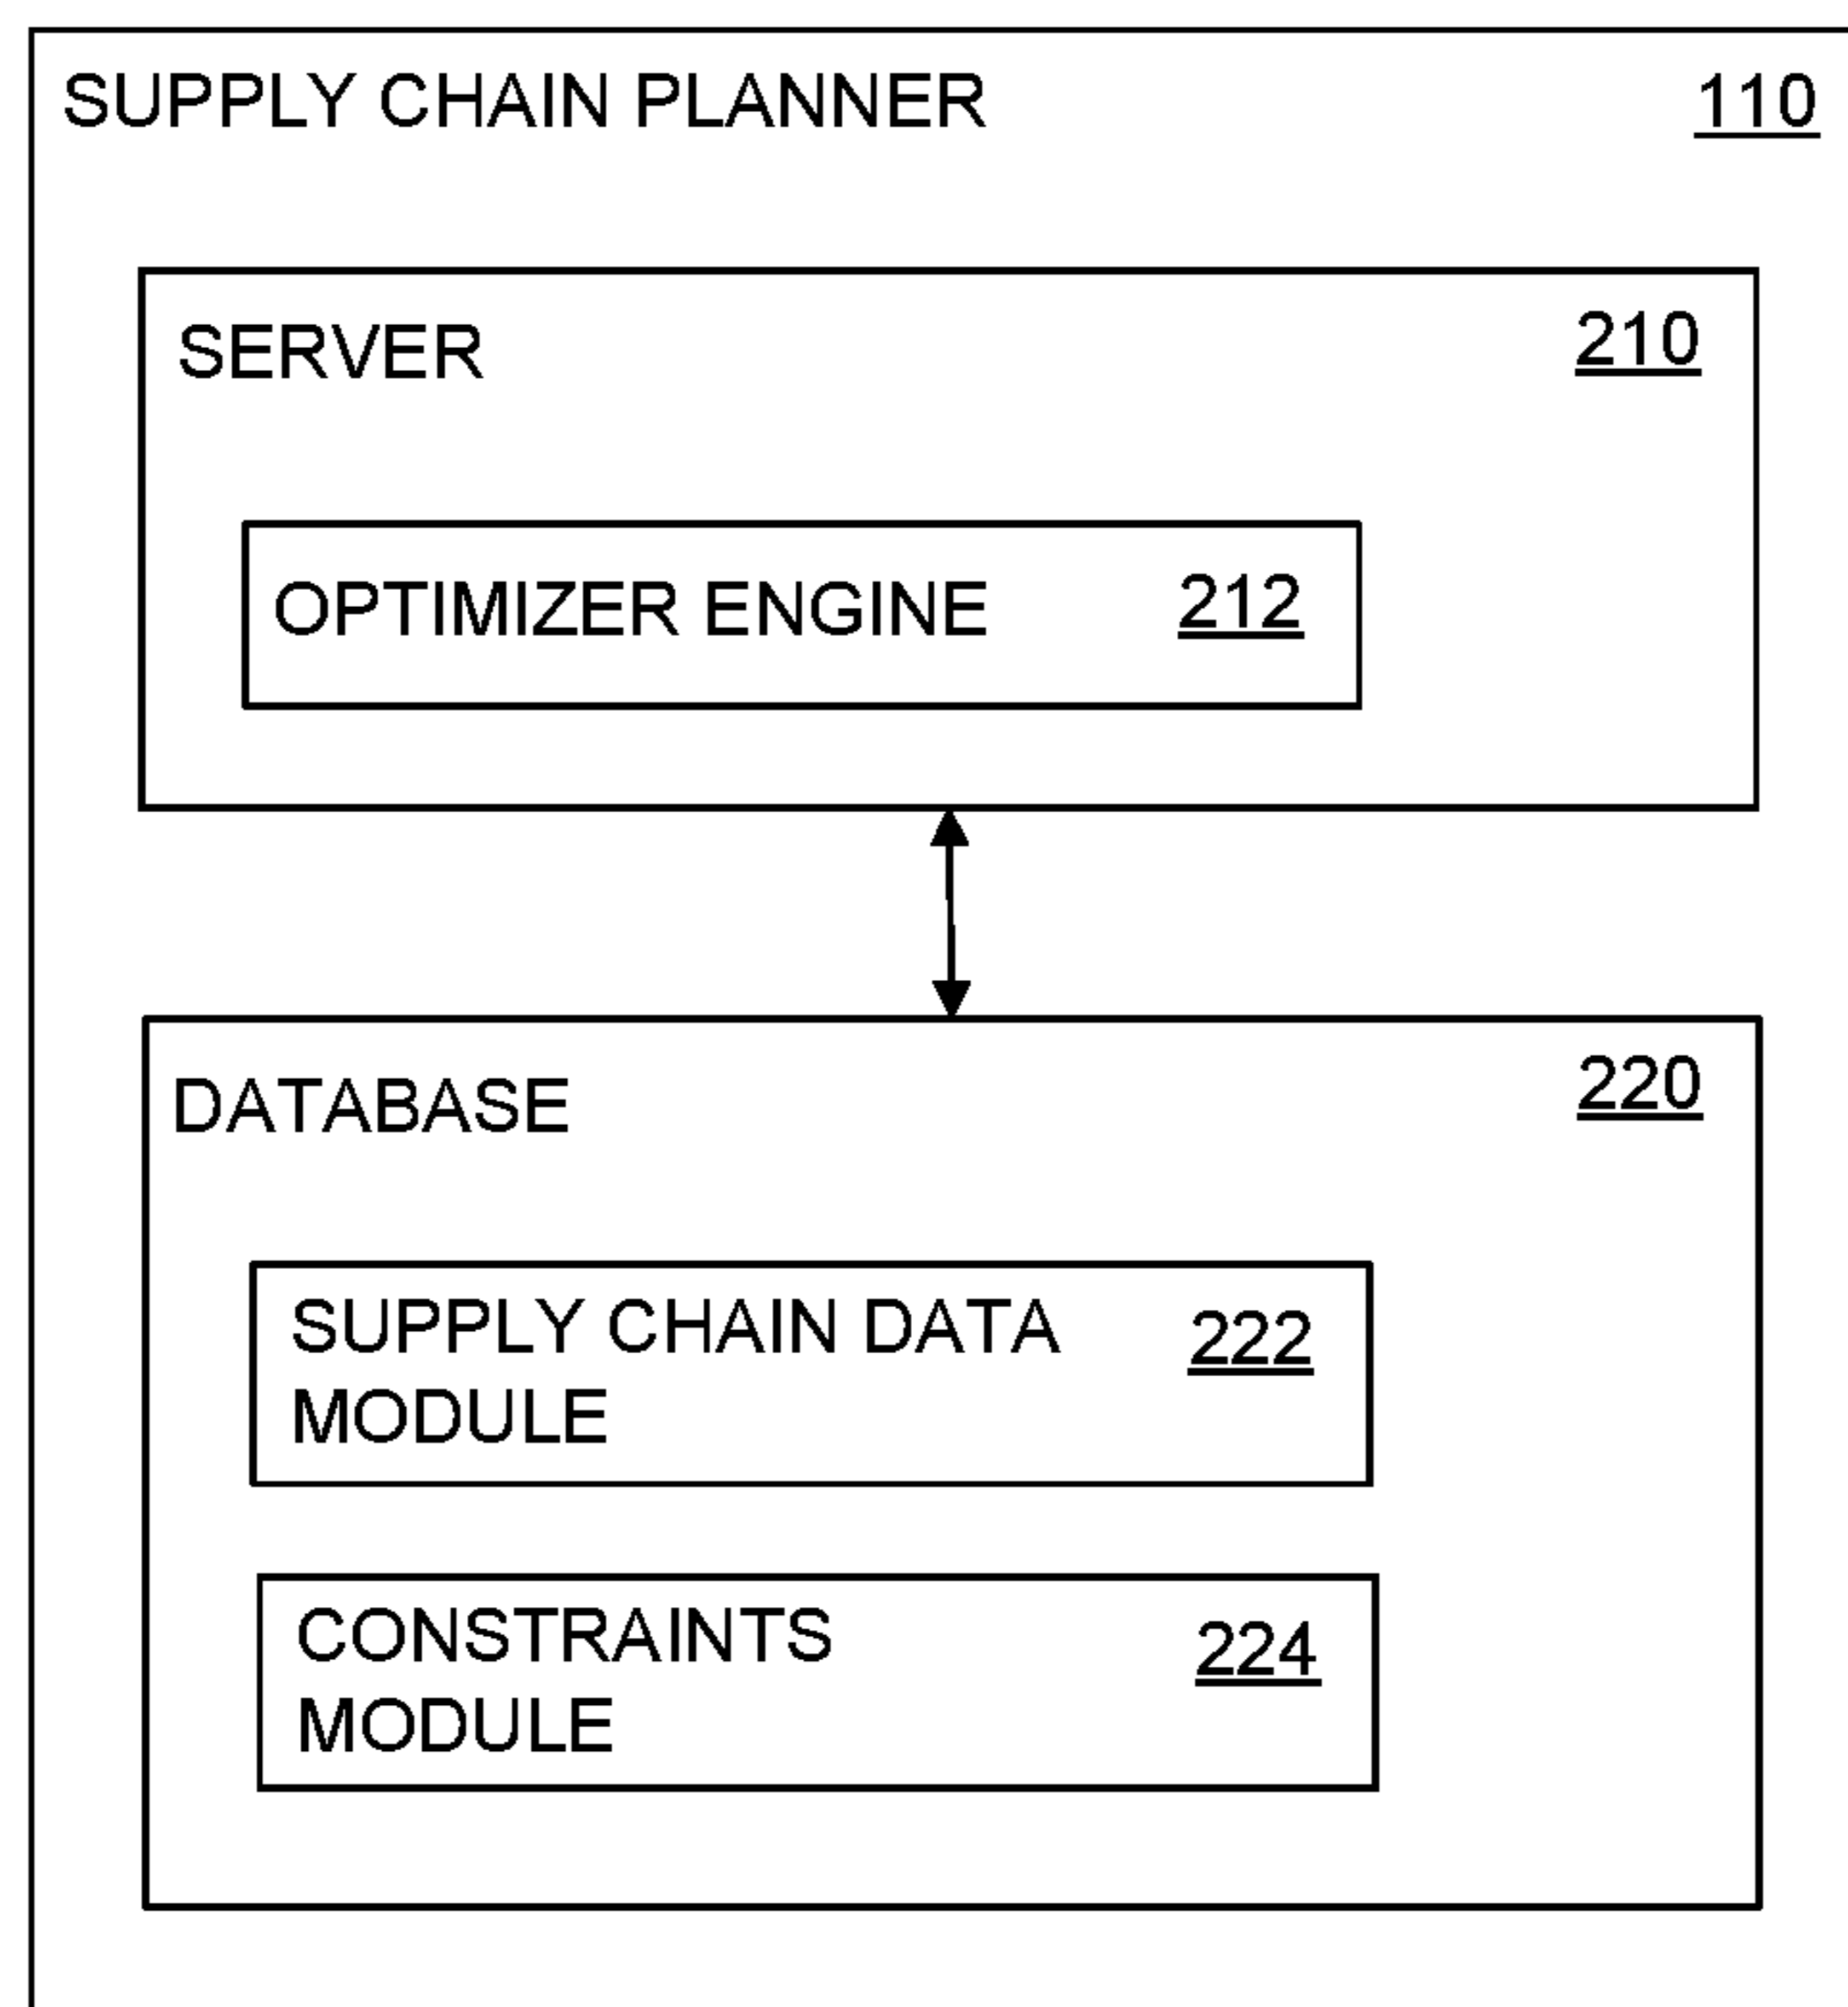 SUPPLY CHAIN PLANNER 110
SERVER 210
OPTIMIZER ENGINE 212
DATABASE 220
SUPPLY CHAIN DATA 222
MODULE
CONSTRAINTS 224
MODULE